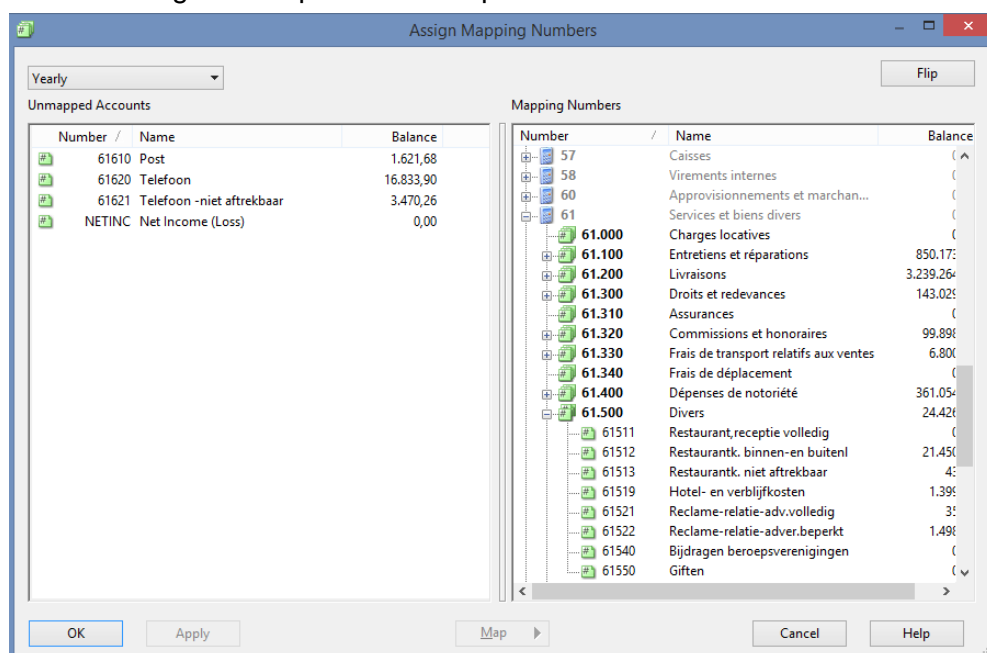 Assign Mapping Numbers
Yearly
Flip
Unmapped Accounts
Number / Name Balance
61610 Post 1.621,68
61620 Telefoon 16.833,90
61621 Telefoon -niet aftrekbaar 3.470,26
NETINC Net Income (Loss) 0,00
Mapping Numbers
Number / Name Balance
57 Caisses
58 Virements internes
60 Approvisionnements et marchan...
61 Services et biens divers
61.000 Charges locatives
61.100 Entretiens et réparations
61.200 Livraisons 3.239.264
61.300 Droits et redevances 143.029
61.310 Assurances
61.320 Commissions et honoraires 99.898
61.330 Frais de transport relatifs aux ventes 6.800
61.340 Frais de déplacement
61.400 Dépenses de notoriété 361.054
61.500 Divers 24.426
61511 Restaurant,receptie volledig
61512 Restaurantk. binnen-en buitenl 21.450
61513 Restaurantk. niet aftrekbaar
61519 Hotel- en verblijfkosten 1.399
61521 Reclame-relatie-adv.volledig
61522 Reclame-relatie-adver.beperkt 1.498
61540 Bijdragen beroepsverenigingen
61550 Giften
OK
Apply
Map
Cancel
Help